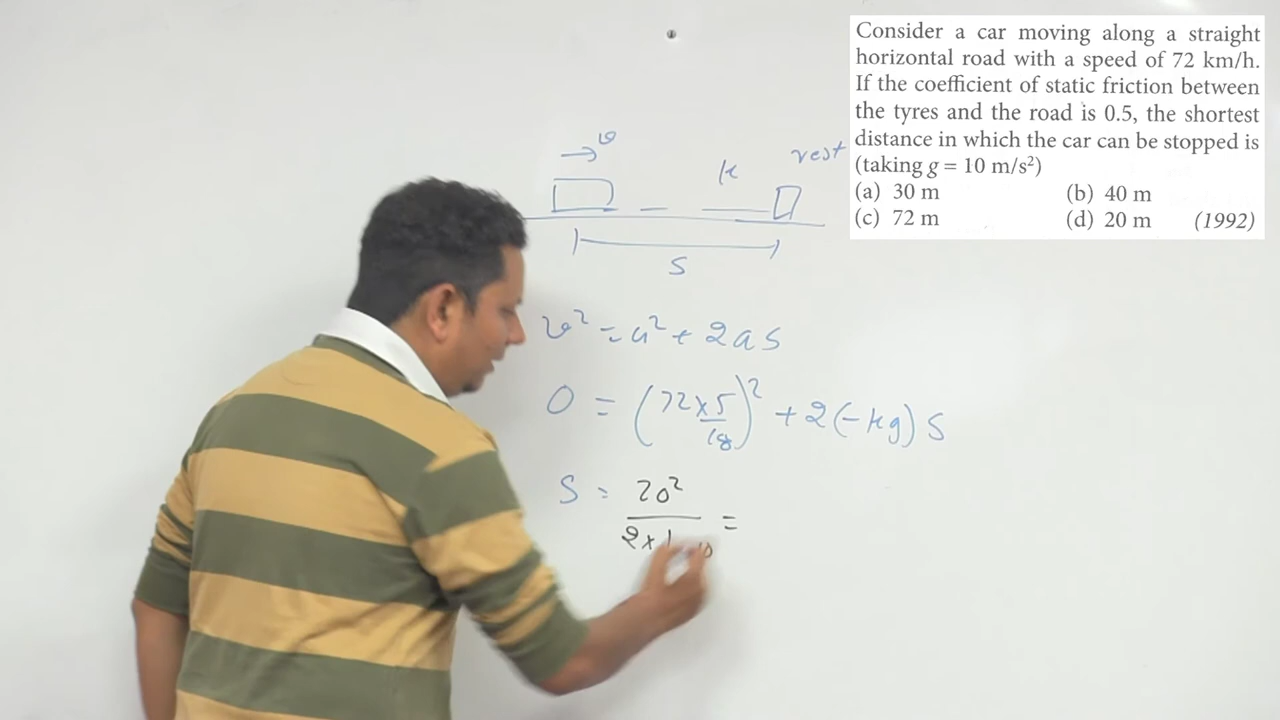 Consider a car moving along a straight
horizontal road with a speed of 72 km/h.
If the coefficient of static friction between
the tyres and the road is 0.5, the shortest
distance in which the car can be stopped is
(taking g = 10 m/s²)
(a) 30 m (b) 40 m
(c) 72 m (d) 20 m (1992)
v
rest
S
v² = u² + 2as
0 = (72×5/18)² + 2(-μg) S
S = 20²
2×
=